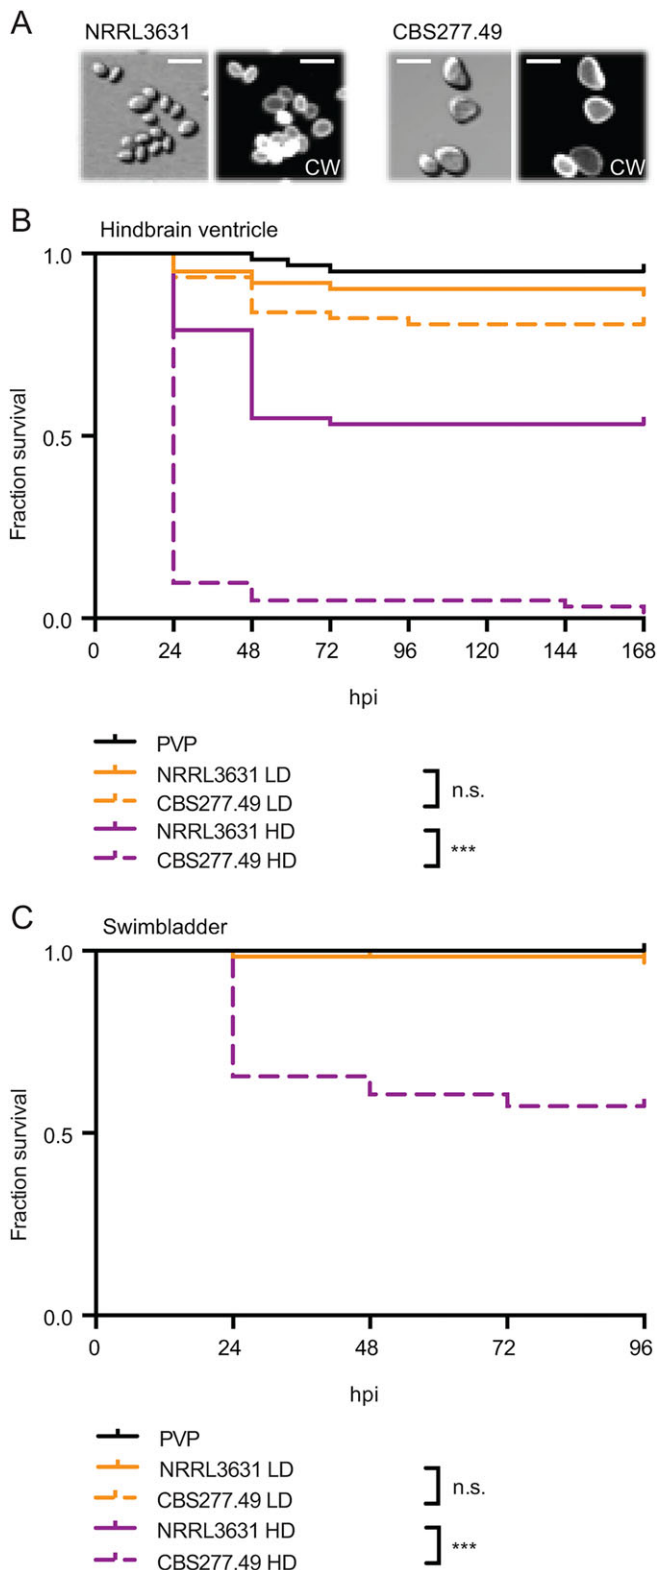 A
NRRL3631
CBS277.49
CW
CW
B
Hindbrain ventricle
1.0
0.5
0.0
Fraction survival
0 24 48 72 96 120 144 168
hpi
PVP
NRRL3631 LD
CBS277.49 LD
n.s.
NRRL3631 HD
CBS277.49 HD
***
C
Swimbladder
1.0
0.5
0.0
Fraction survival
0 24 48 72 96
hpi
PVP
NRRL3631 LD
CBS277.49 LD
n.s.
NRRL3631 HD
CBS277.49 HD
***